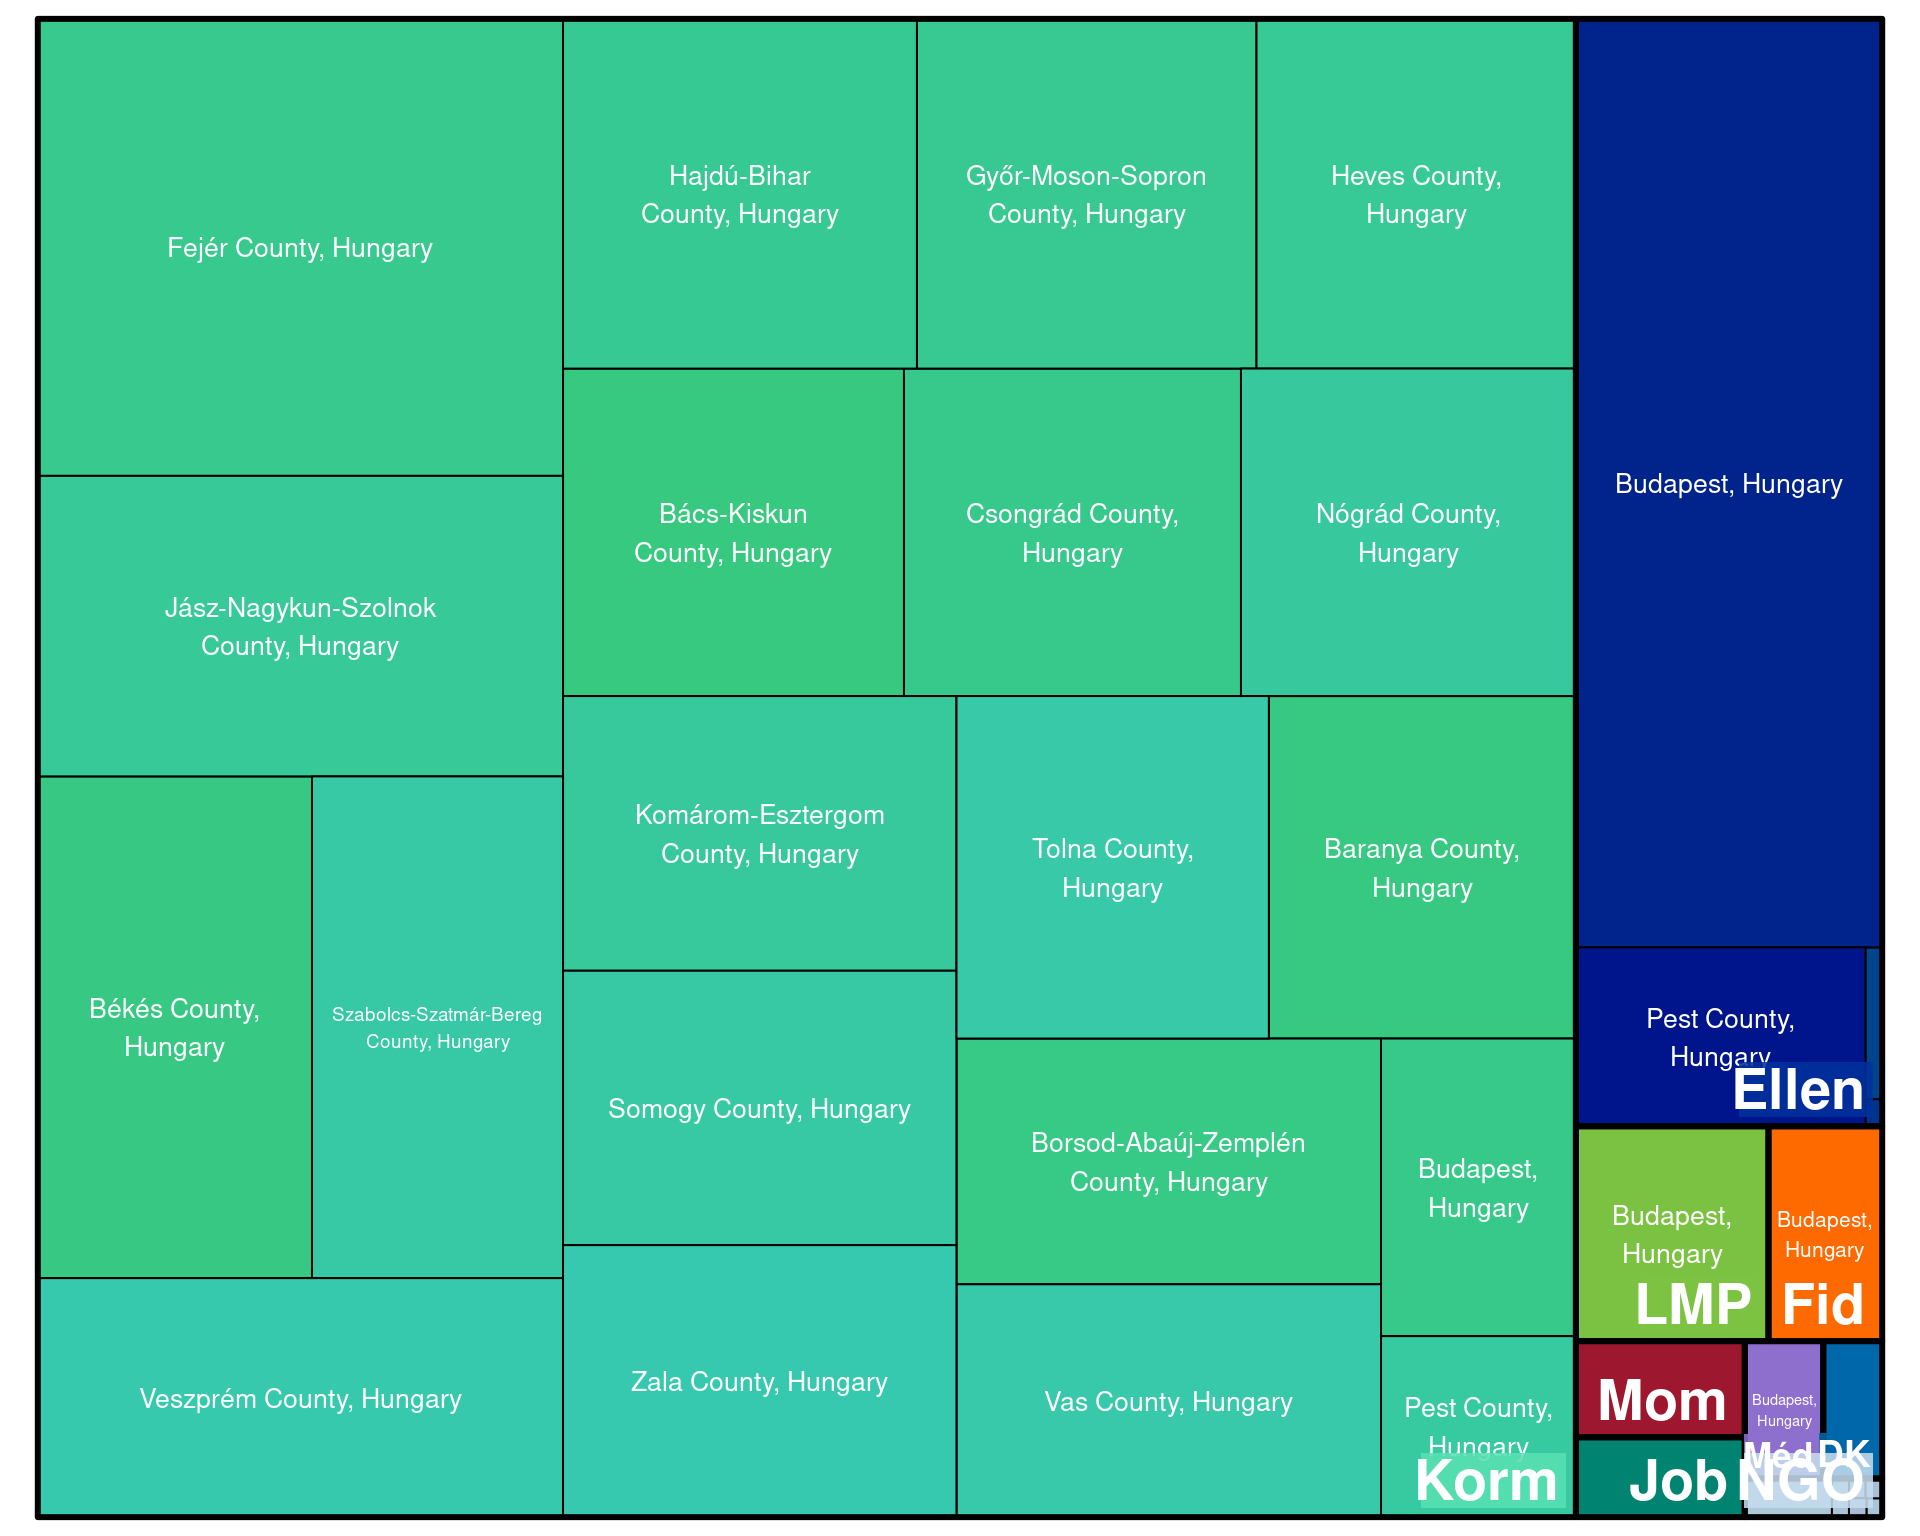 Fejér County, Hungary
Hajdú-Bihar
County, Hungary
Győr-Moson-Sopron
County, Hungary
Heves County,
Hungary
Budapest, Hungary
Jász-Nagykun-Szolnok
County, Hungary
Bács-Kiskun
County, Hungary
Csongrád County,
Hungary
Nógrád County,
Hungary
Békés County,
Hungary
Szabolcs-Szatmár-Bereg
County, Hungary
Komárom-Esztergom
County, Hungary
Tolna County,
Hungary
Baranya County,
Hungary
Pest County,
Hungary
Ellen
Somogy County, Hungary
Borsod-Abaúj-Zemplén
County, Hungary
Budapest,
Hungary
Budapest,
Hungary
LMP
Budapest,
Hungary
Fid
Veszprém County, Hungary
Zala County, Hungary
Vas County, Hungary
Pest County,
Hungary
Korm
Mom
Budapest,
Hungary
Méd
DK
Job
NGO